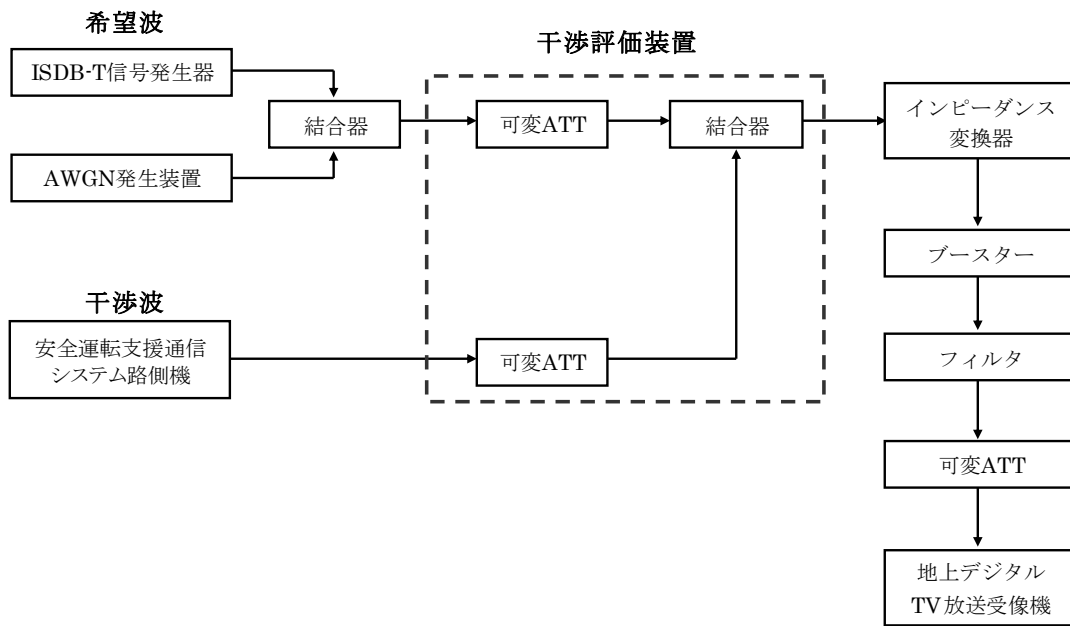 希望波
ISDB-T信号発生器
結合器
AWGN発生装置
干渉評価装置
可変ATT
結合器
干渉波
安全運転支援通信
システム路側機
可変ATT
インピーダンス
変換器
ブースター
フィルタ
可変ATT
地上デジタル
TV放送受像機